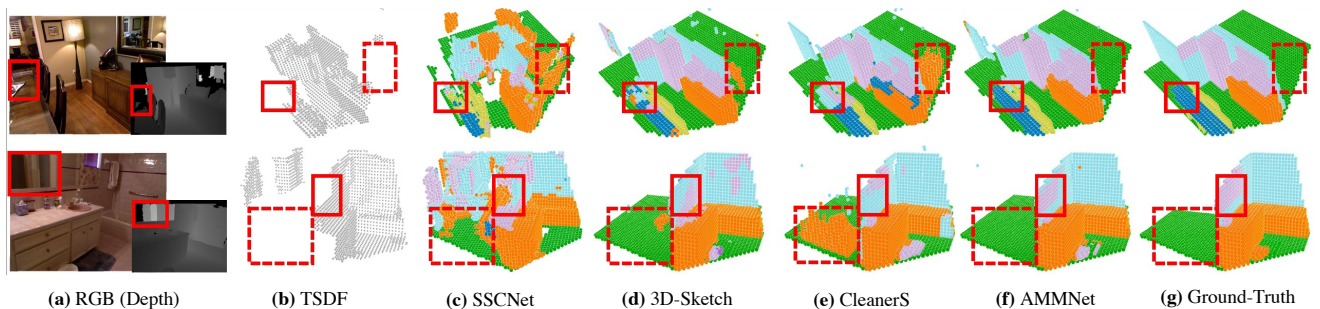 (a) RGB (Depth) (b) TSDF (c) SSCNet (d) 3D-Sketch (e) CleanerS (f) AMMNet (g) Ground-Truth